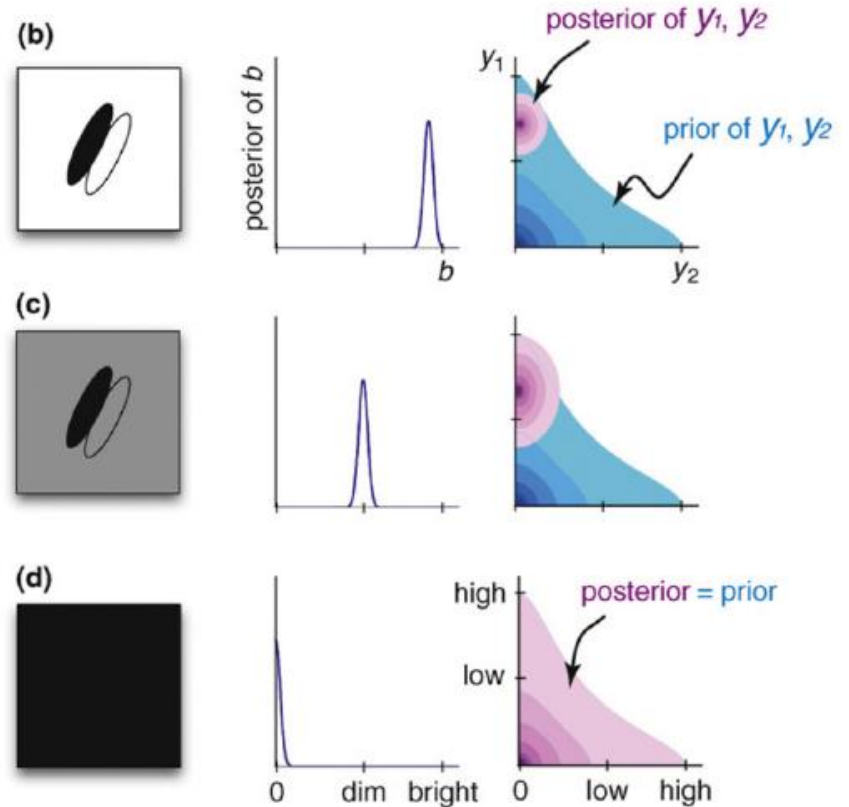 (b)
posterior of y1, y2
posterior of b
y1
prior of y1, y2
b
y2
(c)
(d)
high
posterior = prior
low
0 dim bright
0 low high